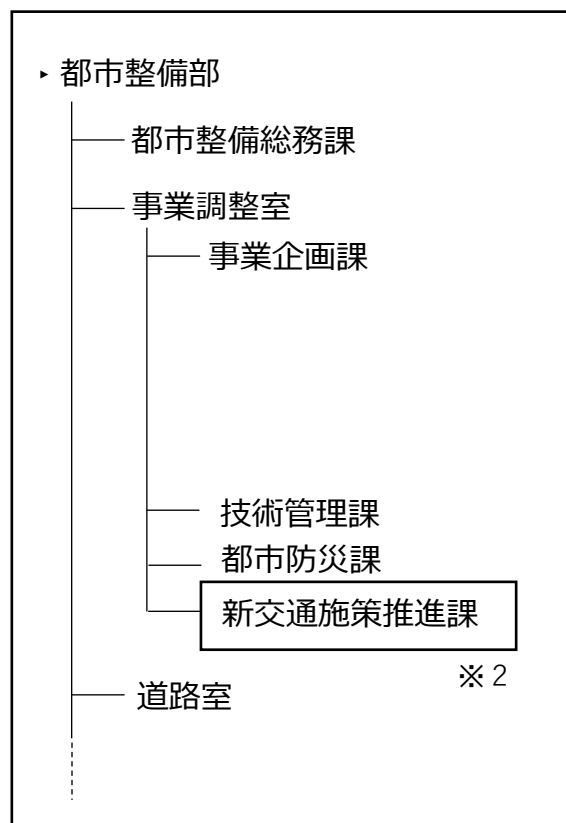 都市整備部
都市整備総務課
事業調整室
事業企画課
技術管理課
都市防災課
新交通施策推進課
※2
道路室